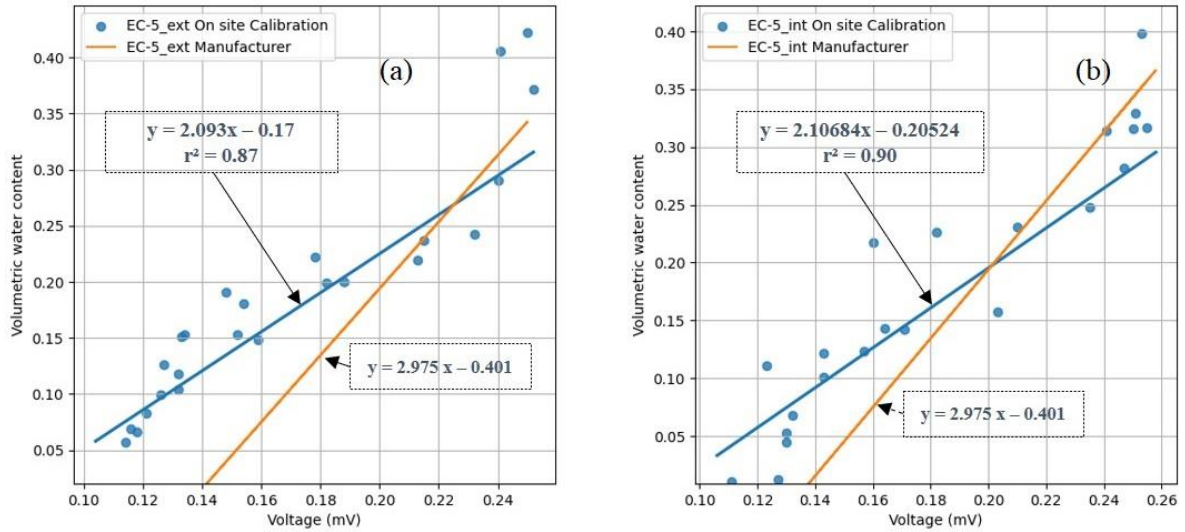 EC-5_ext On site Calibration
EC-5_ext Manufacturer
(a)
y = 2.093x – 0.17
r² = 0.87
y = 2.975 x – 0.401
Volumetric water content
0.40
0.35
0.30
0.25
0.20
0.15
0.10
0.05
0.10 0.12 0.14 0.16 0.18 0.20 0.22 0.24
Voltage (mV)
EC-5_int On site Calibration
EC-5_int Manufacturer
(b)
y = 2.10684x – 0.20524
r² = 0.90
y = 2.975 x – 0.401
Volumetric water content
0.40
0.35
0.30
0.25
0.20
0.15
0.10
0.05
0.10 0.12 0.14 0.16 0.18 0.20 0.22 0.24 0.26
Voltage (mV)